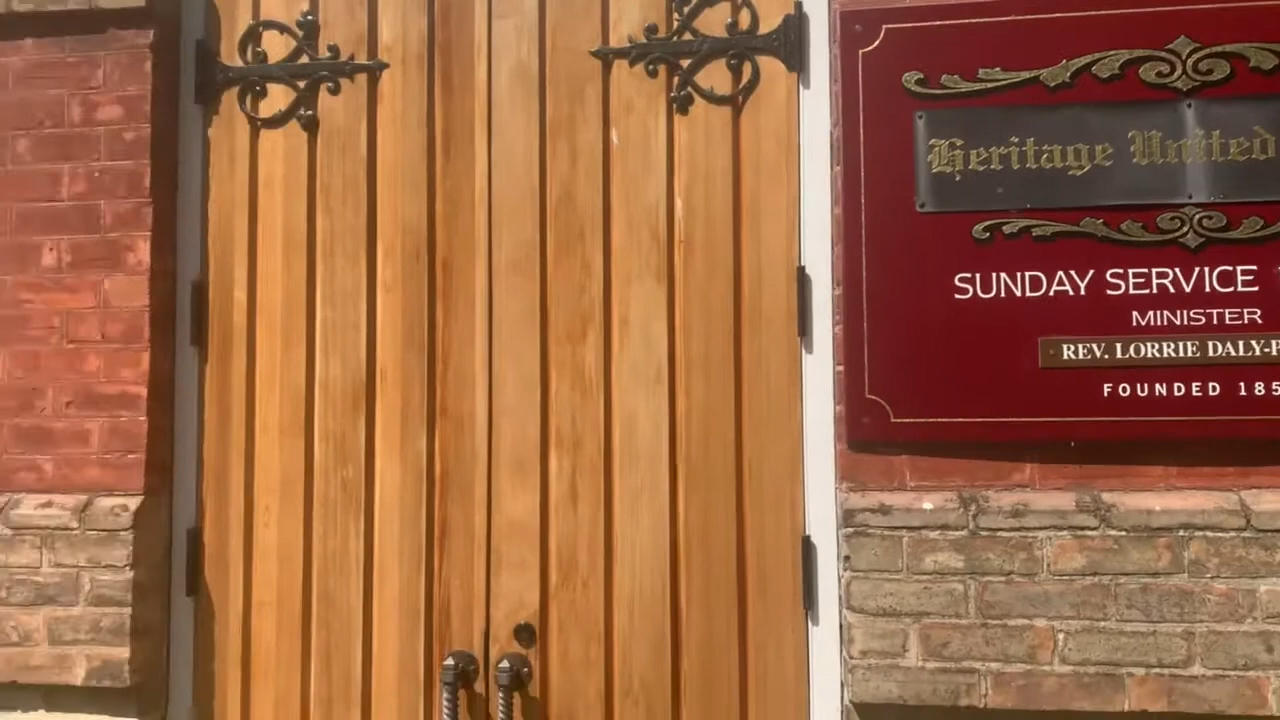 Heritage United
SUNDAY SERVICE
MINISTER
REV. LORRIE DALY-
FOUNDED 185